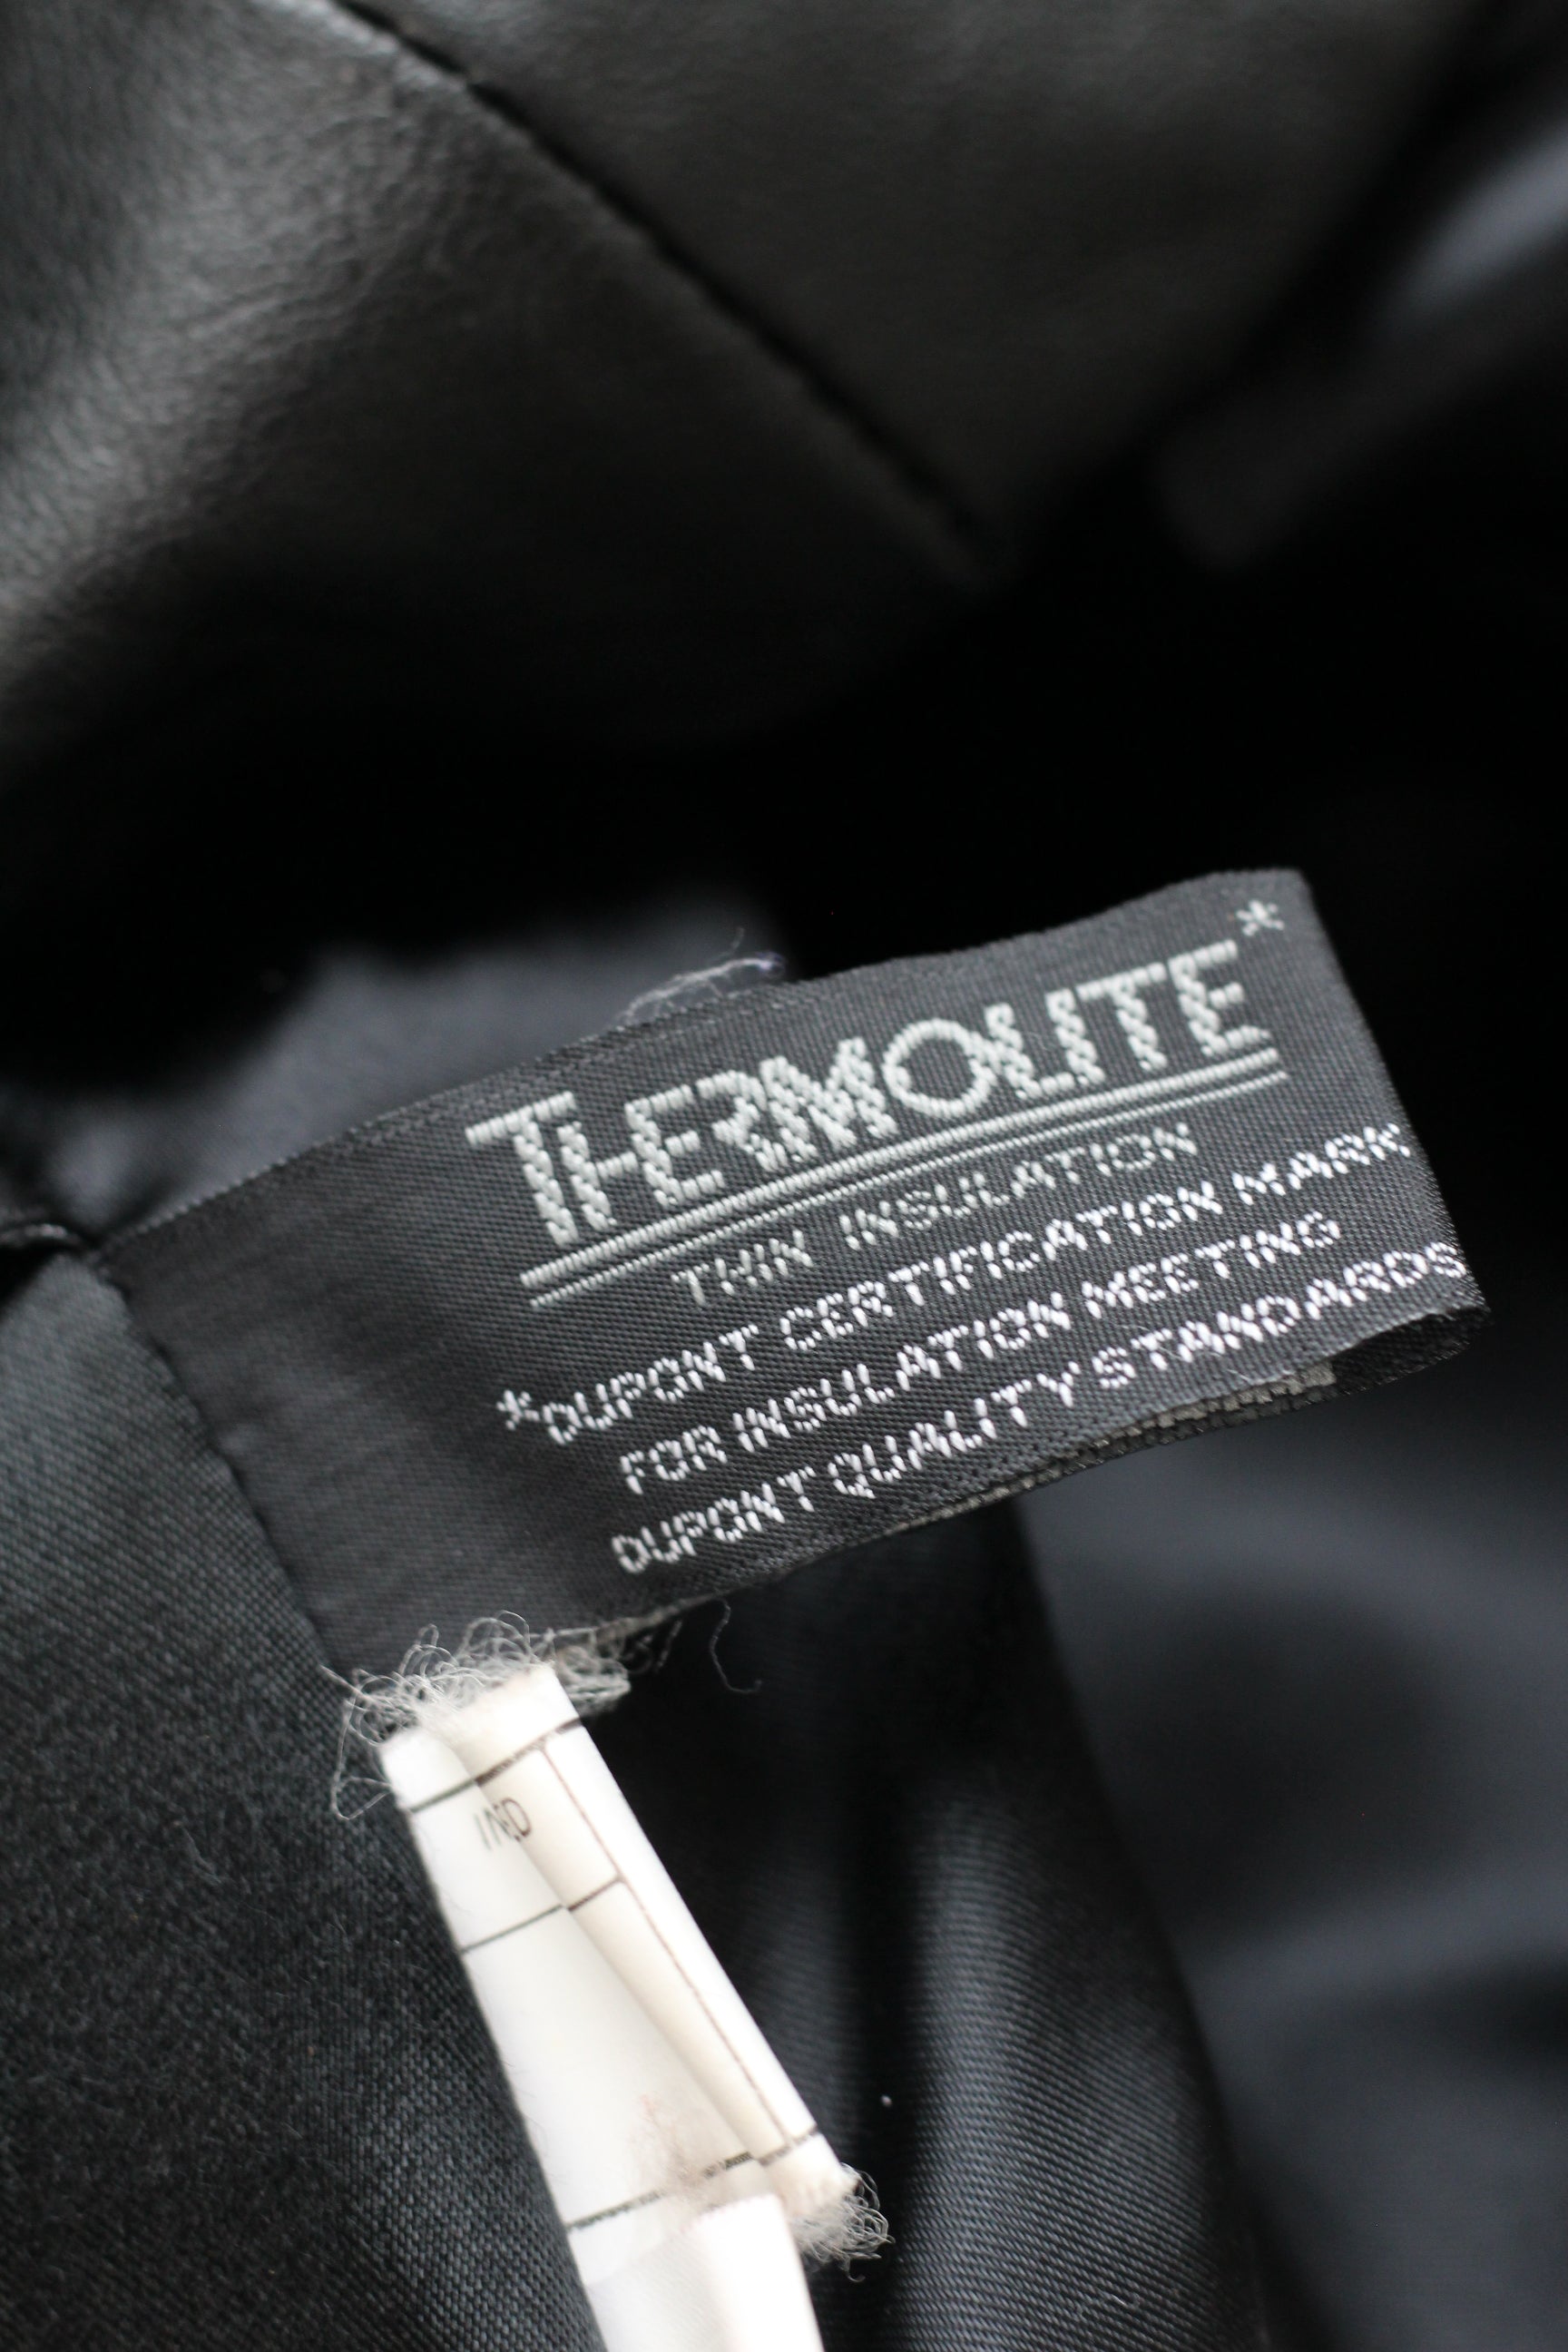 THERMOLITE*
THIN INSULATION
*DUPONT CERTIFICATION MARK
FOR INSULATION MEETING
DUPONT QUALITY STANDARDS